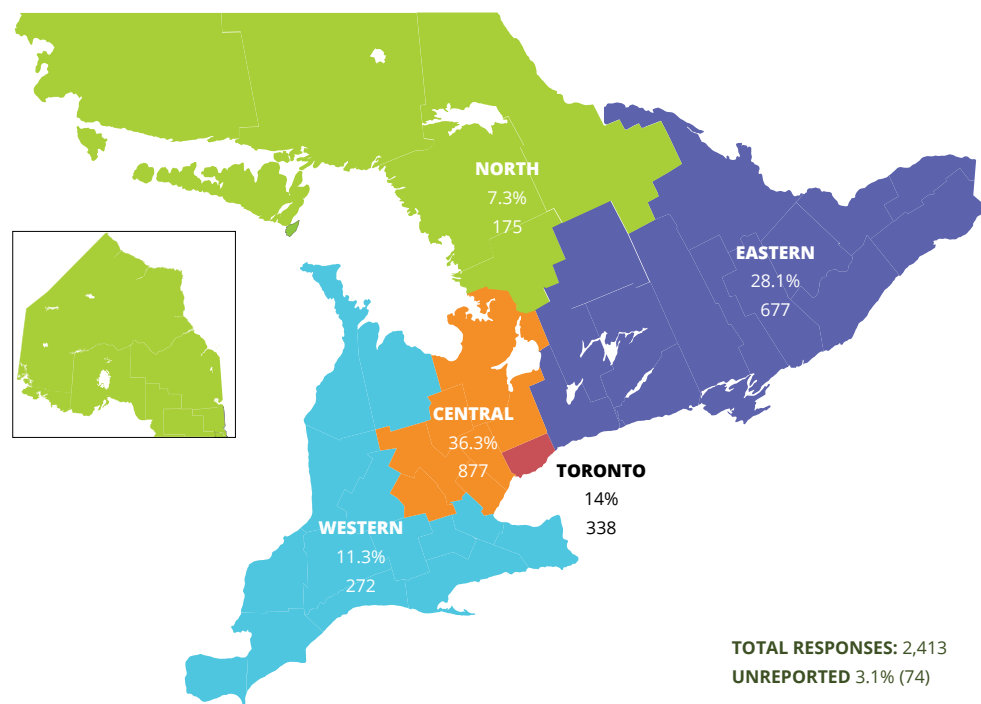 NORTH
7.3%
175
EASTERN
28.1%
677
CENTRAL
36.3%
877
TORONTO
14%
338
WESTERN
11.3%
272
TOTAL RESPONSES: 2,413
UNREPORTED 3.1% (74)